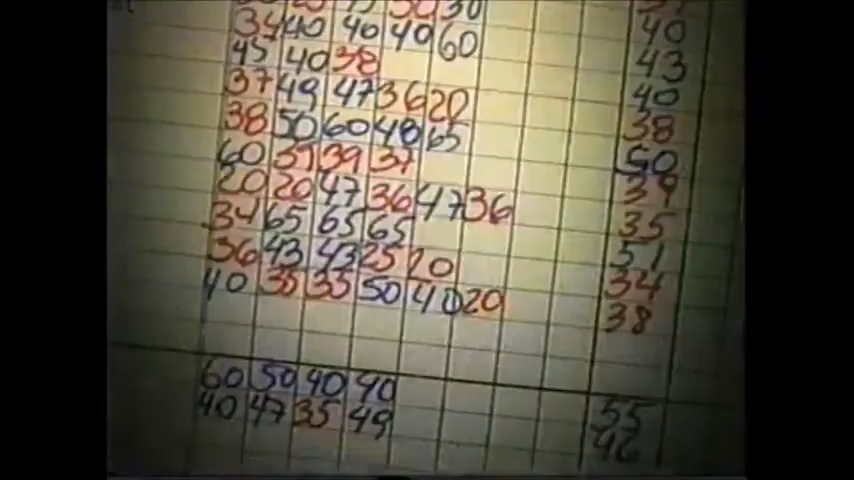 34 40 40 40 60 40
45 40 38 43
37 49 47 36 20 40
38 50 60 48 65 38
60 37 39 37 50
20 20 47 36 47 36 39
34 65 65 65 35
36 43 43 25 20 51
40 35 35 50 40 20 34
38
60 50 40 40 55
40 47 35 49 46